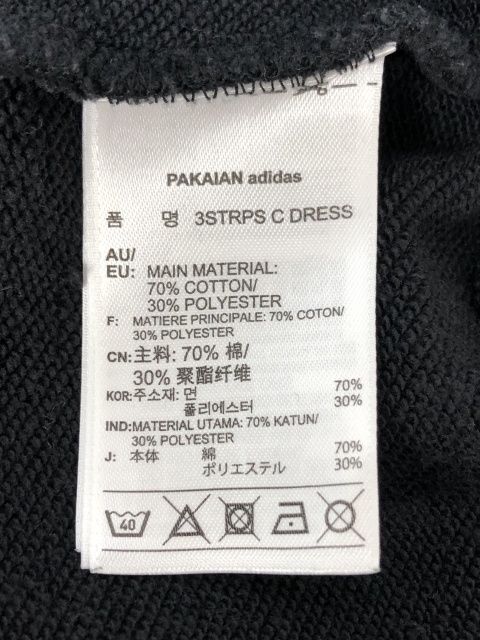 PAKAIAN adidas
품 명 3STRPS C DRESS
AU/
EU: MAIN MATERIAL:
70% COTTON/
30% POLYESTER
F: MATIERE PRINCIPALE: 70% COTON/
30% POLYESTER
CN: 主料: 70% 棉/
30% 聚酯纤维
KOR: 주소재: 면 70%
폴리에스터 30%
IND: MATERIAL UTAMA: 70% KATUN/
30% POLYESTER
J: 本体 綿 70%
ポリエステル 30%
40